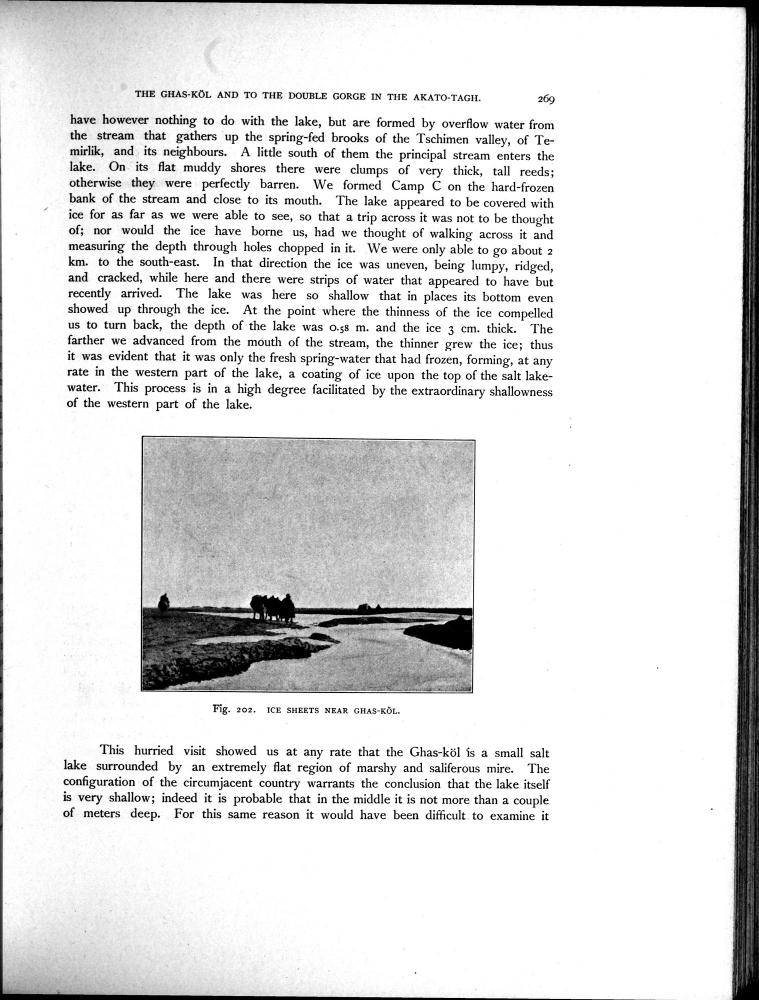 THE GHAS-KÖL AND TO THE DOUBLE GORGE IN THE AKATO-TAGH. 269
have however nothing to do with the lake, but are formed by overflow water from
the stream that gathers up the spring-fed brooks of the Tschimen valley, of Te-
mirlik, and its neighbours. A little south of them the principal stream enters the
lake. On its flat muddy shores there were clumps of very thick, tall reeds;
otherwise they were perfectly barren. We formed Camp C on the hard-frozen
bank of the stream and close to its mouth. The lake appeared to be covered with
ice for as far as we were able to see, so that a trip across it was not to be thought
of; nor would the ice have borne us, had we thought of walking across it and
measuring the depth through holes chopped in it. We were only able to go about 2
km. to the south-east. In that direction the ice was uneven, being lumpy, ridged,
and cracked, while here and there were strips of water that appeared to have but
recently arrived. The lake was here so shallow that in places its bottom even
showed up through the ice. At the point where the thinness of the ice compelled
us to turn back, the depth of the lake was 0.58 m. and the ice 3 cm. thick. The
farther we advanced from the mouth of the stream, the thinner grew the ice; thus
it was evident that it was only the fresh spring-water that had frozen, forming, at any
rate in the western part of the lake, a coating of ice upon the top of the salt lake-
water. This process is in a high degree facilitated by the extraordinary shallowness
of the western part of the lake.
Fig. 202. ICE SHEETS NEAR GHAS-KÖL.
This hurried visit showed us at any rate that the Ghas-köl is a small salt
lake surrounded by an extremely flat region of marshy and saliferous mire. The
configuration of the circumjacent country warrants the conclusion that the lake itself
is very shallow; indeed it is probable that in the middle it is not more than a couple
of meters deep. For this same reason it would have been difficult to examine it